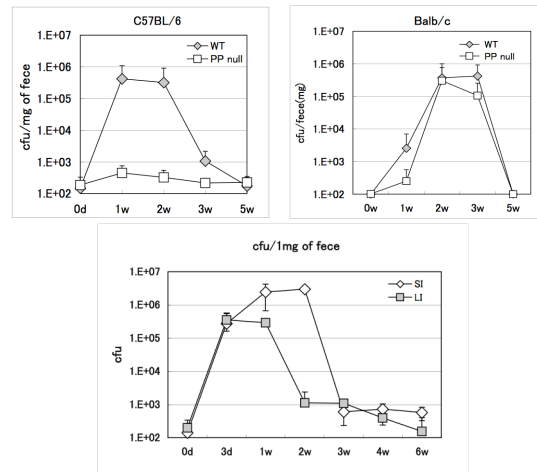 C57BL/6
cfu/mg of fece
1.E+07
1.E+06
1.E+05
1.E+04
1.E+03
1.E+02
0d 1w 2w 3w 5w
WT
PP null
Balb/c
cfu/fece(mg)
1.E+07
1.E+06
1.E+05
1.E+04
1.E+03
1.E+02
0w 1w 2w 3w 5w
WT
PP null
cfu/1mg of fece
cfu
1.E+07
1.E+06
1.E+05
1.E+04
1.E+03
1.E+02
0d 3d 1w 2w 3w 4w 6w
SI
LI